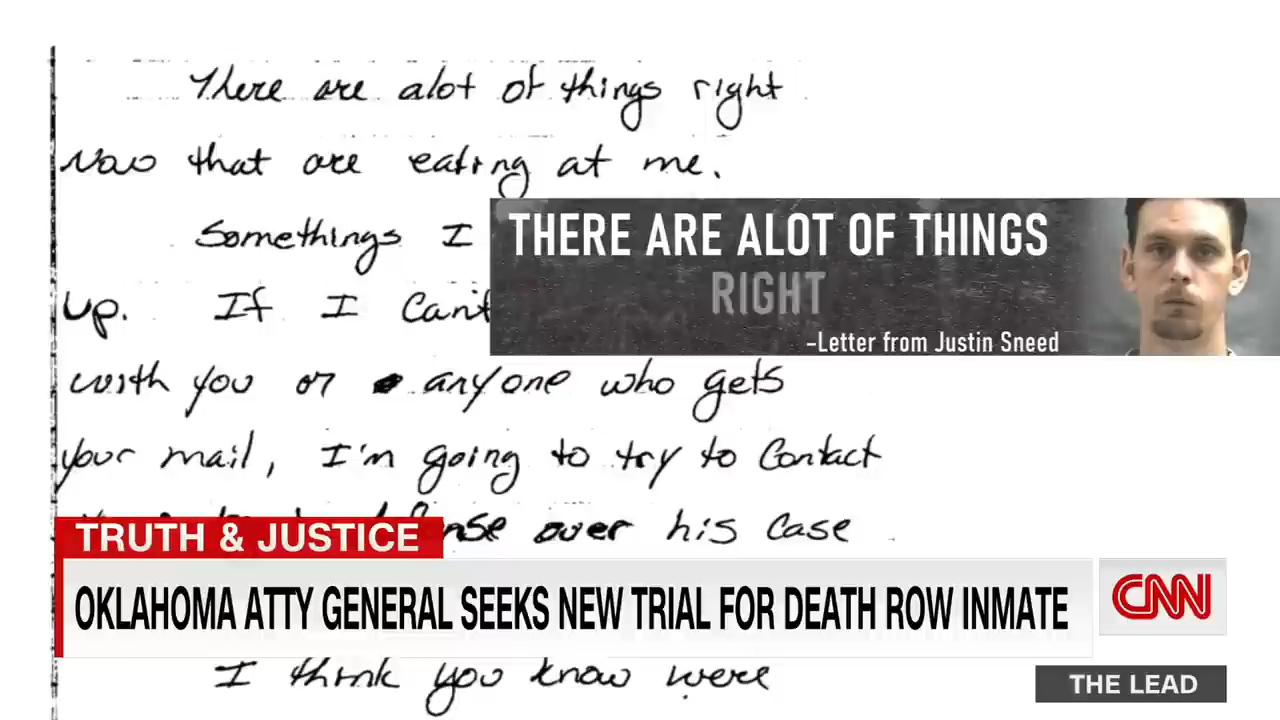 There are alot of things right
Now that are eating at me.
Somethings I
up. If I Can't
with you or anyone who gets
your mail, I'm going to try to Contact
over his Case
I think you know were
THERE ARE ALOT OF THINGS
RIGHT
-Letter from Justin Sneed
TRUTH & JUSTICE
OKLAHOMA ATTY GENERAL SEEKS NEW TRIAL FOR DEATH ROW INMATE
CNN
THE LEAD